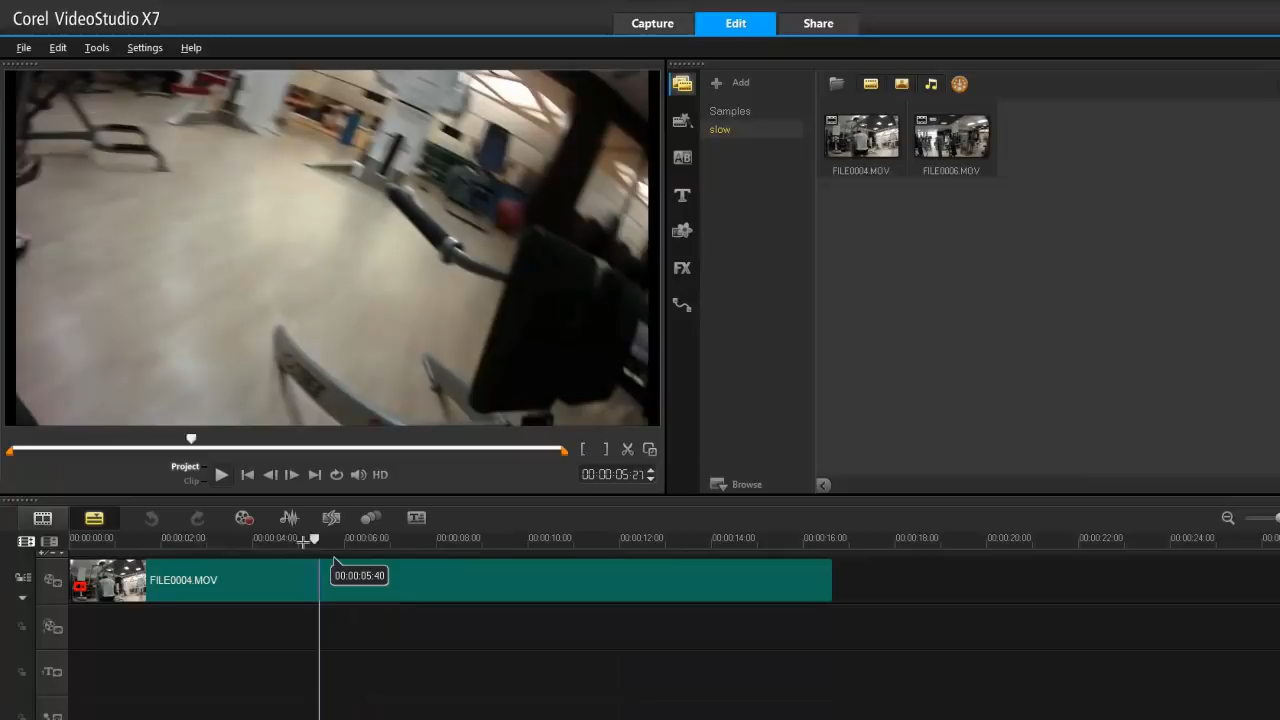 Corel VideoStudio X7
Capture Edit Share
File Edit Tools Settings Help
Add
Samples
slow
FILE0004.MOV FILE0006.MOV
Project
Clip
HD
00:00:05:27
Browse
00:00:00:00 00:00:02:00 00:00:04:00 00:00:06:00 00:00:08:00 00:00:10:00 00:00:12:00 00:00:14:00 00:00:16:00 00:00:18:00 00:00:20:00 00:00:22:00 00:00:24:00
00:00:05:40
FILE0004.MOV